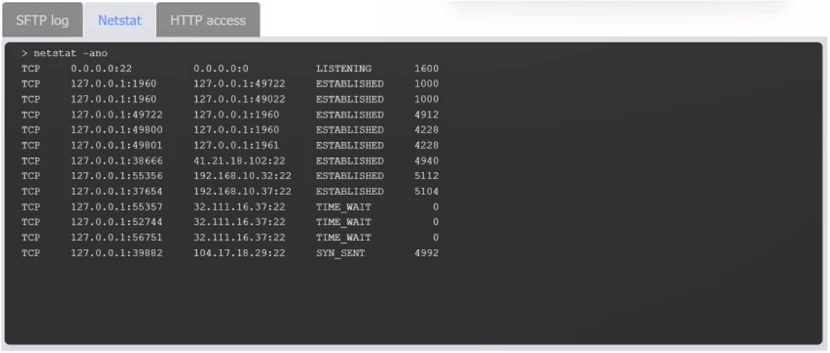 SFTP log Netstat HTTP access
> netstat -ano
TCP 0.0.0.0:22 0.0.0.0:0 LISTENING 1600
TCP 127.0.0.1:1960 127.0.0.1:49722 ESTABLISHED 1000
TCP 127.0.0.1:1960 127.0.0.1:49022 ESTABLISHED 1000
TCP 127.0.0.1:49722 127.0.0.1:1960 ESTABLISHED 4912
TCP 127.0.0.1:49800 127.0.0.1:1960 ESTABLISHED 4228
TCP 127.0.0.1:49801 127.0.0.1:1961 ESTABLISHED 4228
TCP 127.0.0.1:38666 41.21.18.102:22 ESTABLISHED 4940
TCP 127.0.0.1:55356 192.168.10.32:22 ESTABLISHED 5112
TCP 127.0.0.1:37654 192.168.10.37:22 ESTABLISHED 5104
TCP 127.0.0.1:55357 32.111.16.37:22 TIME_WAIT 0
TCP 127.0.0.1:52744 32.111.16.37:22 TIME_WAIT 0
TCP 127.0.0.1:56751 32.111.16.37:22 TIME_WAIT 0
TCP 127.0.0.1:39882 104.17.18.29:22 SYN_SENT 4992